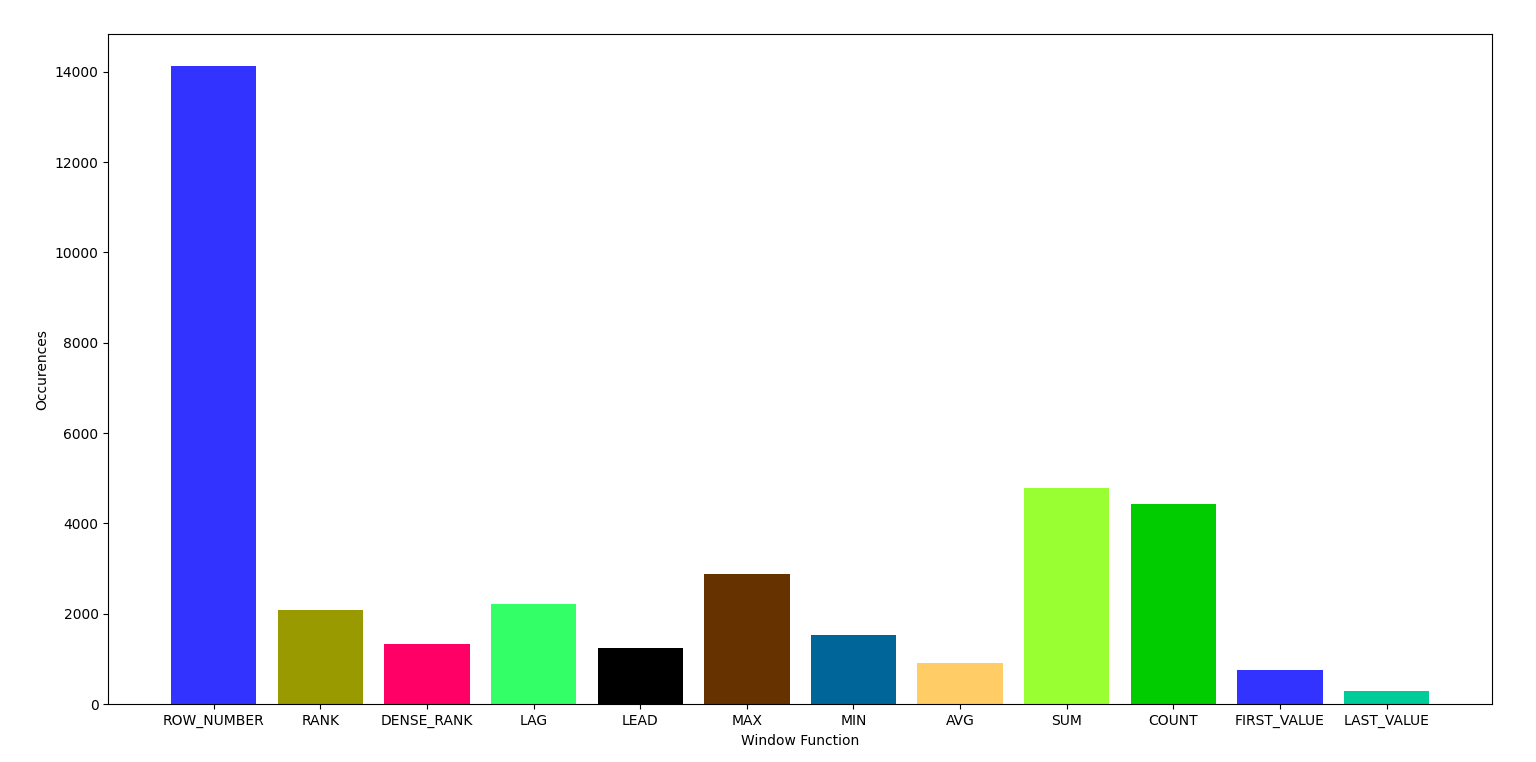 14000
12000
10000
8000
6000
4000
2000
0
Occurences
ROW_NUMBER RANK DENSE_RANK LAG LEAD MAX MIN AVG SUM COUNT FIRST_VALUE LAST_VALUE
Window Function